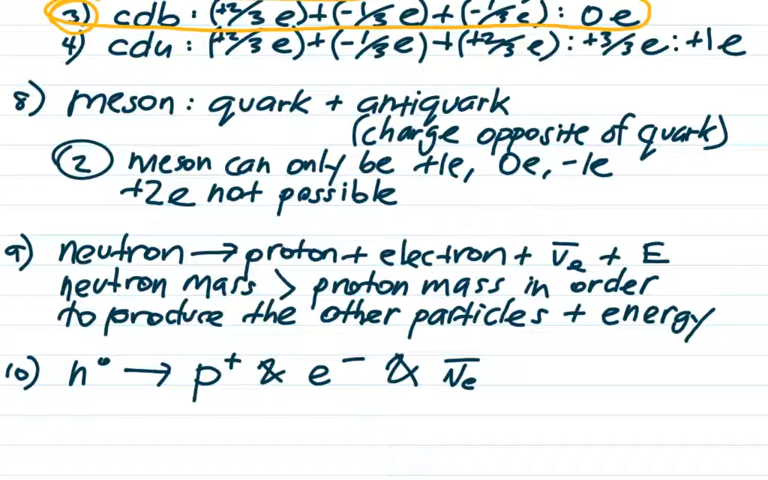 3) cdb : (+2/3 e)+(-1/3 e)+(-1/3 e) : 0 e
4) cdu : (+2/3 e)+(-1/3 e)+(+2/3 e) : +3/3 e : +1e
8) meson : quark + antiquark
(charge opposite of quark)
2 meson can only be +1e, 0e, -1e
+2e not possible
9) neutron → proton + electron + ν̅e + E
neutron mass > proton mass in order
to produce the other particles + energy
10) n° → p⁺ & e⁻ & ν̅e